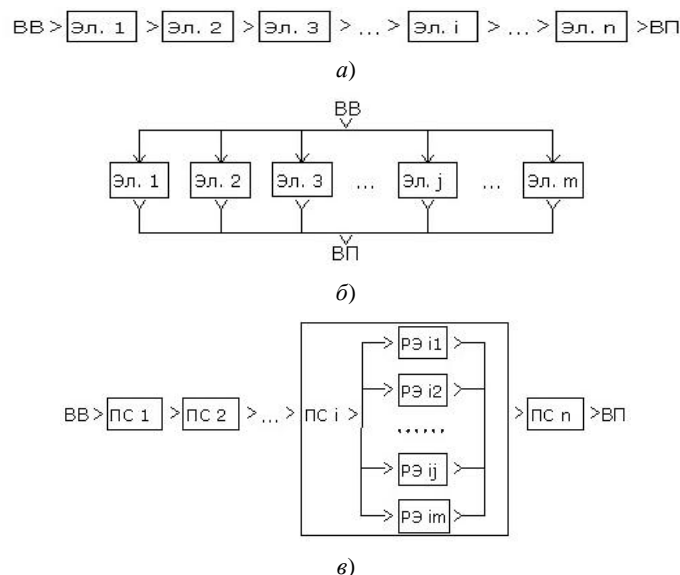 ВВ > Эл. 1 > Эл. 2 > Эл. 3 > ... > Эл. i > ... > Эл. n >ВП
а)
ВВ
Эл. 1 Эл. 2 Эл. 3 ... Эл. j ... Эл. m
ВП
б)
РЭ i1
РЭ i2
ВВ > ПС 1 > ПС 2 > ... > ПС i > ...... > ПС n >ВП
РЭ ij
РЭ im
в)